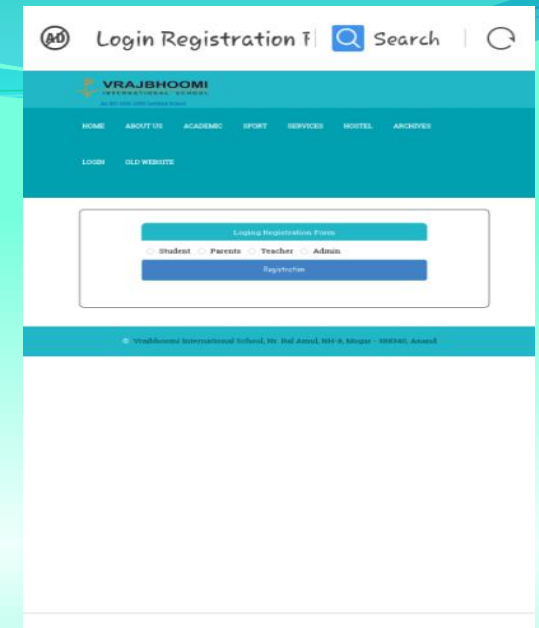 AD Login Registration F Search
VRAJBHOOMI
INTERNATIONAL SCHOOL
HOME ABOUT US ACADEMIC SPORT SERVICES HOSTEL ARCHIVES
LOGIN OLD WEBSITE
Loging Registration Form
Student Parents Teacher Admin
Registration
© Vrajbhoomi International School, Nr. Bal Amul, NH-8, Mogar - 388340, Anand